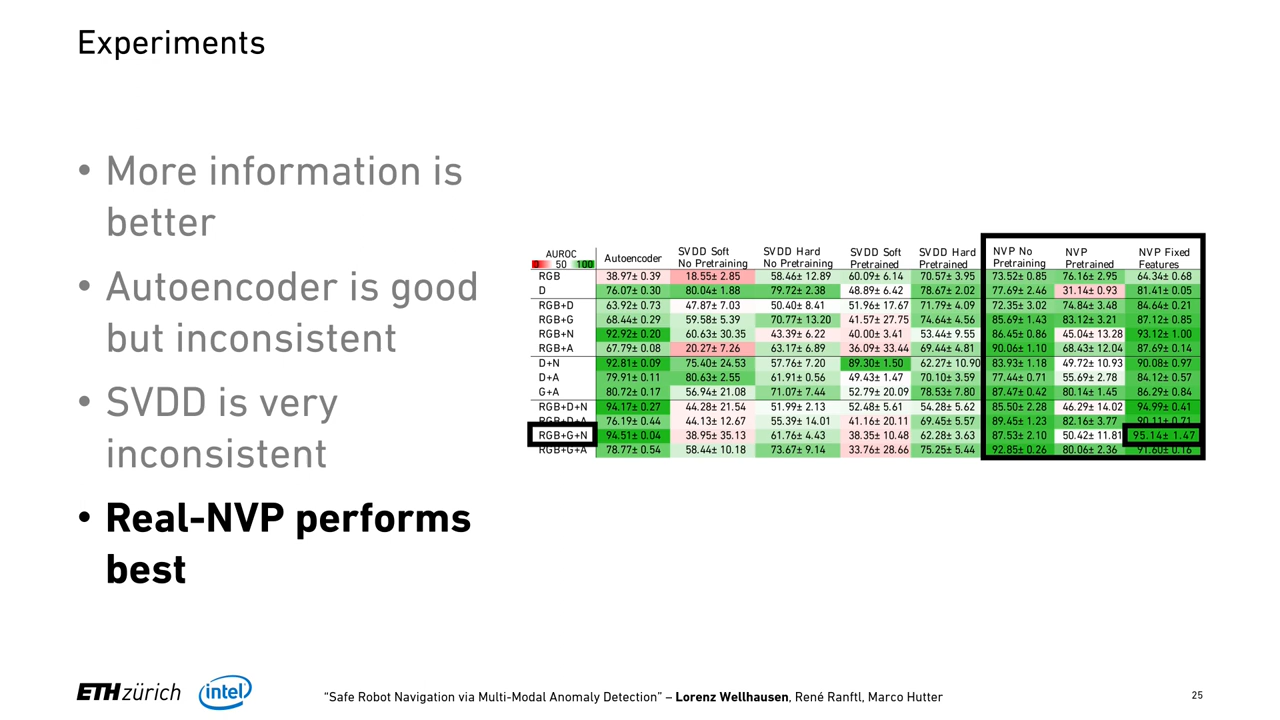 Experiments
• More information is
better
• Autoencoder is good
but inconsistent
• SVDD is very
inconsistent
• Real-NVP performs
best
AUROC
0 50 100
Autoencoder
SVDD Soft
No Pretraining
SVDD Hard
No Pretraining
SVDD Soft
Pretrained
SVDD Hard
Pretrained
NVP No
Pretraining
NVP
Pretrained
NVP Fixed
Features
RGB 38.97± 0.39 18.55± 2.85 58.46± 12.89 60.09± 6.14 70.57± 3.95 73.52± 0.85 76.16± 2.95 64.34± 0.68
D 76.07± 0.30 80.04± 1.88 79.72± 2.38 48.89± 6.42 78.67± 2.02 77.69± 2.46 31.14± 0.93 81.41± 0.05
RGB+D 63.92± 0.73 47.87± 7.03 50.40± 8.41 51.96± 17.67 71.79± 4.09 72.35± 3.02 74.84± 3.48 84.64± 0.21
RGB+G 68.44± 0.29 59.58± 5.39 70.77± 13.20 41.57± 27.75 74.64± 4.56 85.69± 1.43 83.12± 3.21 87.12± 0.85
RGB+N 92.92± 0.20 60.63± 30.35 43.39± 6.22 40.00± 3.41 53.44± 9.55 86.45± 0.86 45.04± 13.28 93.12± 1.00
RGB+A 67.79± 0.08 20.27± 7.26 63.17± 6.89 36.09± 33.44 69.44± 4.81 90.06± 1.10 68.43± 12.04 87.69± 0.14
D+N 92.81± 0.09 75.40± 24.53 57.76± 7.20 89.30± 1.50 62.27± 10.90 83.93± 1.18 49.72± 10.93 90.08± 0.97
D+A 79.91± 0.11 80.63± 2.55 61.91± 0.56 49.43± 1.47 70.10± 3.59 77.44± 0.71 55.69± 2.78 84.12± 0.57
G+A 80.72± 0.17 56.94± 21.08 71.07± 7.44 52.79± 20.09 78.53± 7.80 87.47± 0.42 80.14± 1.45 86.29± 0.84
RGB+D+N 94.17± 0.27 44.28± 21.54 51.99± 2.13 52.48± 5.61 54.28± 5.62 85.50± 2.28 46.29± 14.02 94.99± 0.41
RGB+D+A 76.19± 0.44 44.13± 12.67 55.39± 14.01 41.16± 20.11 69.45± 5.57 89.45± 1.23 82.16± 3.77 90.11± 0.71
RGB+G+N 94.51± 0.04 38.95± 35.13 61.76± 4.43 38.35± 10.48 62.28± 3.63 87.53± 2.10 50.42± 11.81 95.14± 1.47
RGB+G+A 78.77± 0.54 58.44± 10.18 73.67± 9.14 33.76± 28.66 75.25± 5.44 92.85± 0.26 80.06± 2.36 91.60± 0.16
ETH zürich intel "Safe Robot Navigation via Multi-Modal Anomaly Detection" – Lorenz Wellhausen, René Ranftl, Marco Hutter 25